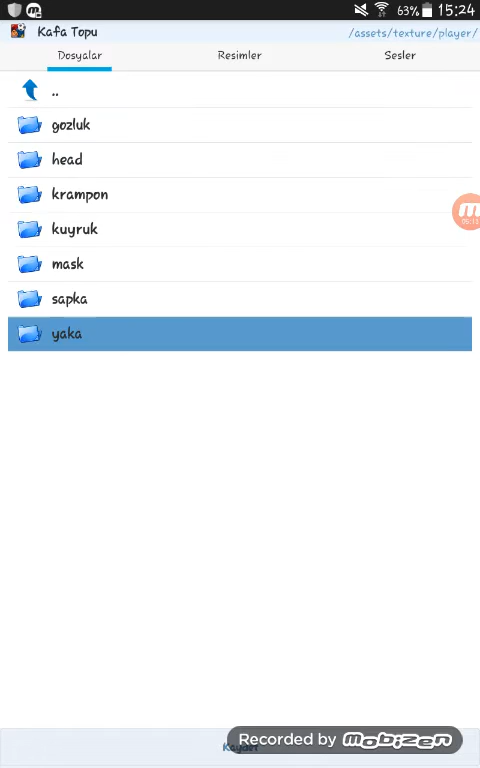 63% 15:24
Kafa Topu /assets/texture/player/
Dosyalar Resimler Sesler
..
gozluk
head
krampon
kuyruk
mask
sapka
yaka
Recorded by mobizen